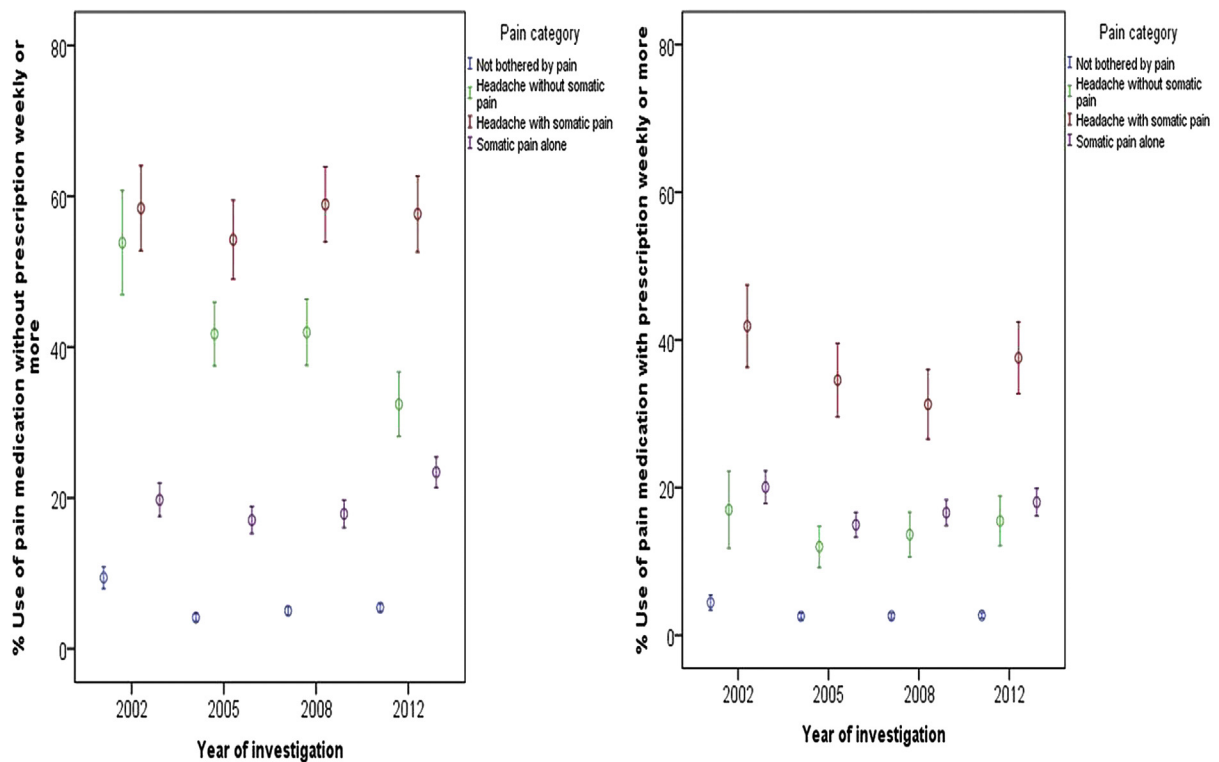 % Use of pain medication without prescription weekly or
more
80
60
40
20
0
2002 2005 2008 2012
Year of investigation
Pain category
Not bothered by pain
Headache without somatic
pain
Headache with somatic pain
Somatic pain alone
% Use of pain medication with prescription weekly or more
80
60
40
20
0
2002 2005 2008 2012
Year of investigation
Pain category
Not bothered by pain
Headache without somatic
pain
Headache with somatic pain
Somatic pain alone